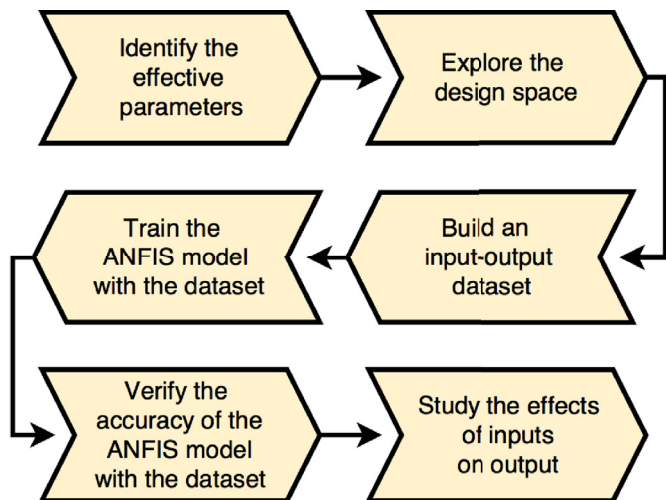 Identify the
effective
parameters
Explore the
design space
Build an
input-output
dataset
Train the
ANFIS model
with the dataset
Verify the
accuracy of the
ANFIS model
with the dataset
Study the effects
of inputs
on output